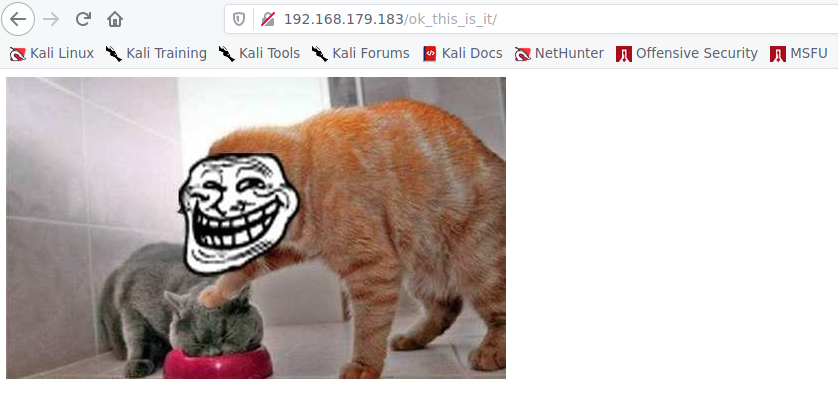 192.168.179.183/ok_this_is_it/
Kali Linux Kali Training Kali Tools Kali Forums Kali Docs NetHunter Offensive Security MSFU